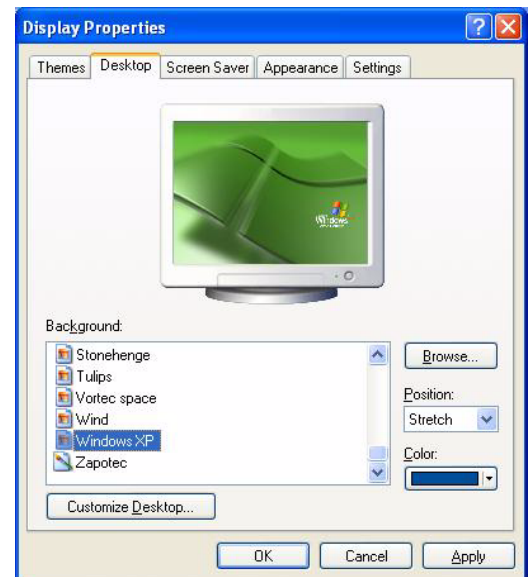 Display Properties
Themes Desktop Screen Saver Appearance Settings
Windows
Background:
Stonehenge
Tulips
Vortec space
Wind
Windows XP
Zapotec
Browse...
Position:
Stretch
Color:
Customize Desktop...
OK Cancel Apply